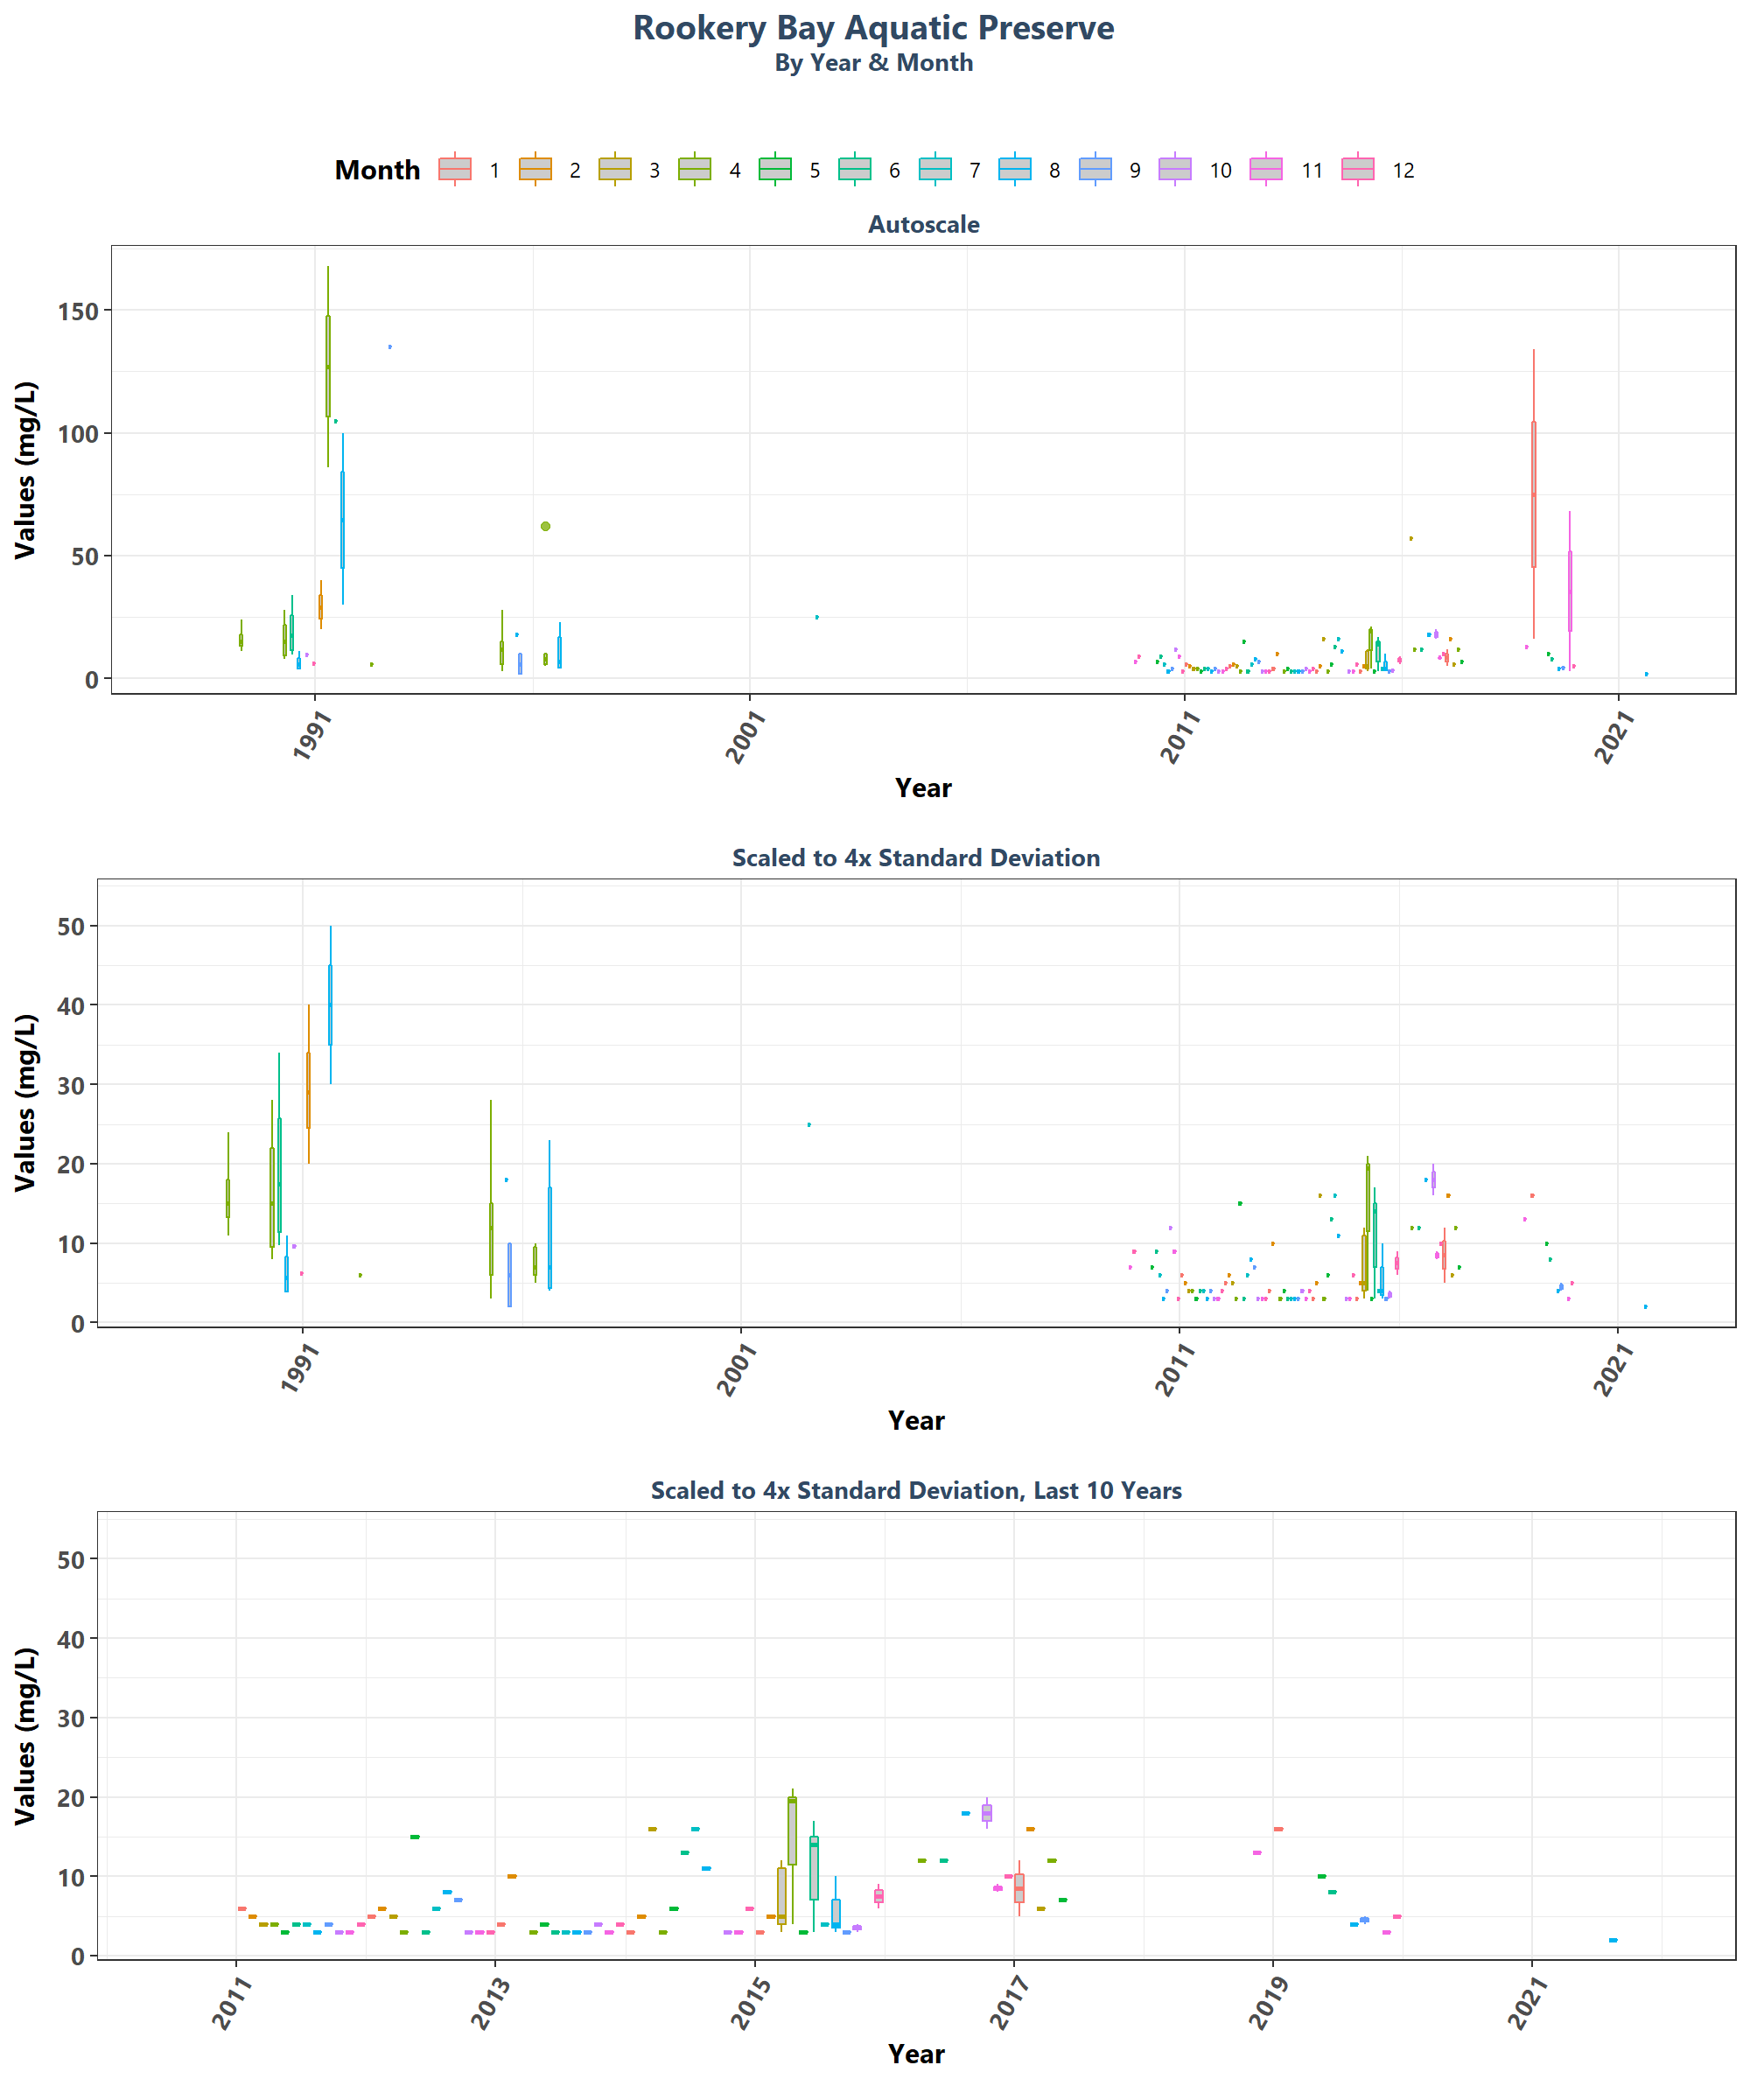 Rookery Bay Aquatic Preserve
By Year & Month
Month 1 2 3 4 5 6 7 8 9 10 11 12
Autoscale
Values (mg/L)
150
100
50
0
1991 2001 2011 2021
Year
Scaled to 4x Standard Deviation
Values (mg/L)
50
40
30
20
10
0
1991 2001 2011 2021
Year
Scaled to 4x Standard Deviation, Last 10 Years
Values (mg/L)
50
40
30
20
10
0
2011 2013 2015 2017 2019 2021
Year